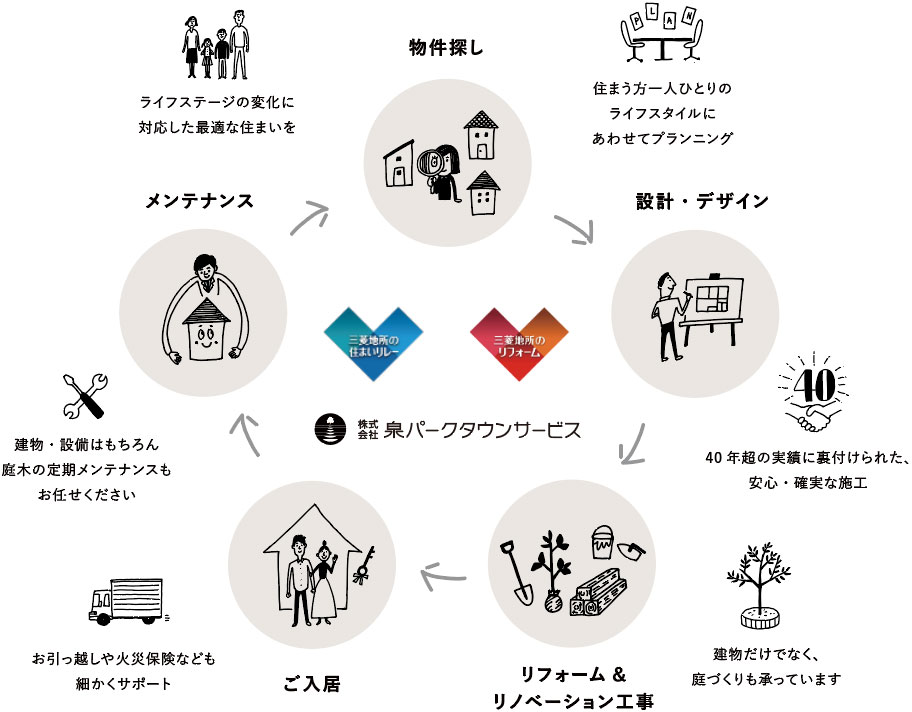 物件探し
ライフステージの変化に
対応した最適な住まいを
PLAN
住まう方一人ひとりの
ライフスタイルに
あわせてプランニング
メンテナンス
設計・デザイン
三菱地所の
住まいリレー
三菱地所の
リフォーム
株式
会社 泉パークタウンサービス
建物・設備はもちろん
庭木の定期メンテナンスも
お任せください
40
40年超の実績に裏付けられた、
安心・確実な施工
お引っ越しや火災保険なども
細かくサポート
ご入居
リフォーム &
リノベーション工事
建物だけでなく、
庭づくりも承っています